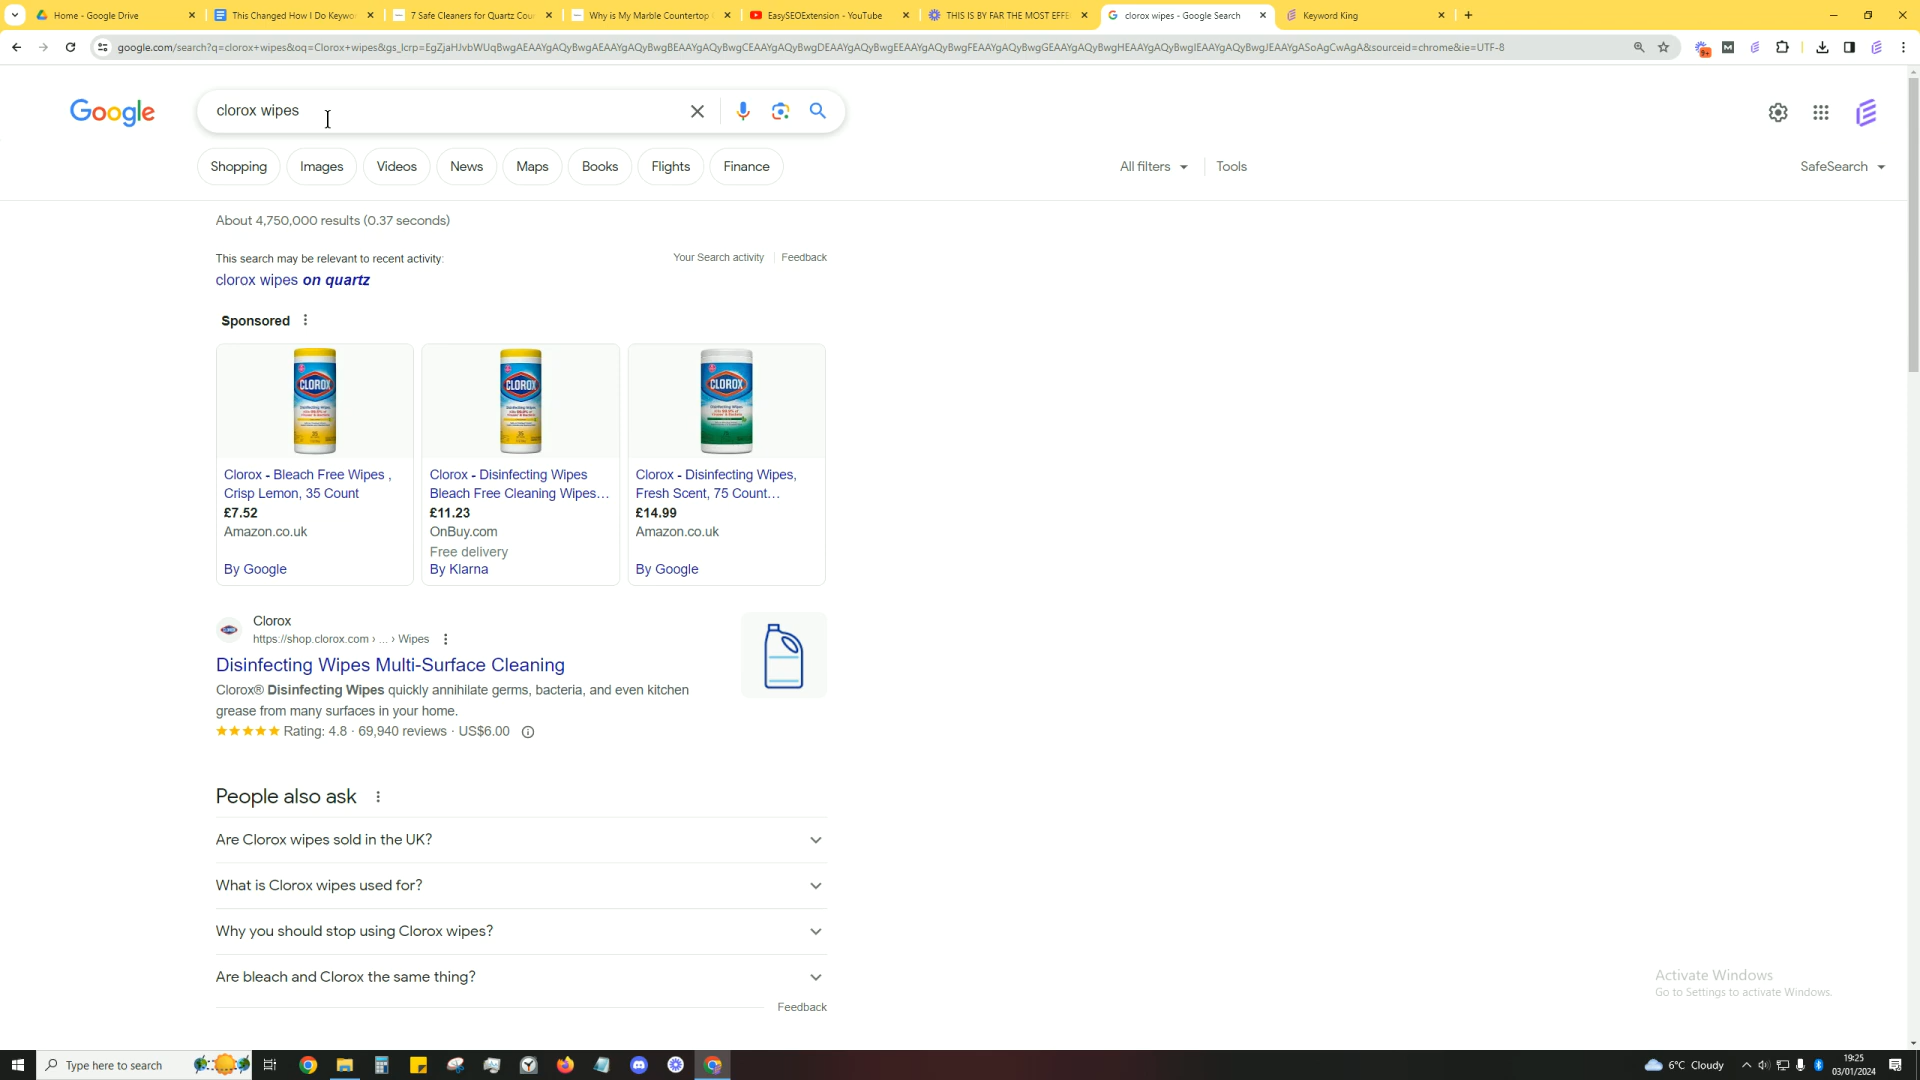 Home - Google Drive
This Changed How I Do Keywor
7 Safe Cleaners for Quartz Cou
Why is My Marble Countertop
EasySEOExtension - YouTube
THIS IS BY FAR THE MOST EFFE
clorox wipes - Google Search
Keyword King
google.com/search?q=clorox+wipes&oq=Clorox+wipes&gs_lcrp=EgZjaHJvbWUqBwgAEAAYgAQyBwgAEAAYgAQyBwgBEAAYgAQyBwgCEAAYgAQyBwgDEAAYgAQyBwgEEAAYgAQyBwgFEAAYgAQyBwgGEAAYgAQyBwgHEAAYgAQyBwgIEAAYgAQyBwgJEAAYgASoAgCwAgA&sourceid=chrome&ie=UTF-8
9+
M
Google
clorox wipes
Shopping
Images
Videos
News
Maps
Books
Flights
Finance
All filters
Tools
SafeSearch
About 4,750,000 results (0.37 seconds)
This search may be relevant to recent activity:
Your Search activity
Feedback
clorox wipes on quartz
Sponsored
CLOROX
CLOROX
CLOROX
Clorox - Bleach Free Wipes ,
Crisp Lemon, 35 Count
£7.52
Amazon.co.uk
By Google
Clorox - Disinfecting Wipes
Bleach Free Cleaning Wipes...
£11.23
OnBuy.com
Free delivery
By Klarna
Clorox - Disinfecting Wipes,
Fresh Scent, 75 Count...
£14.99
Amazon.co.uk
By Google
Clorox
https://shop.clorox.com › ... › Wipes
Disinfecting Wipes Multi-Surface Cleaning
Clorox® Disinfecting Wipes quickly annihilate germs, bacteria, and even kitchen
grease from many surfaces in your home.
Rating: 4.8 · 69,940 reviews · US$6.00
People also ask
Are Clorox wipes sold in the UK?
What is Clorox wipes used for?
Why you should stop using Clorox wipes?
Are bleach and Clorox the same thing?
Feedback
Activate Windows
Go to Settings to activate Windows.
Type here to search
6°C Cloudy
19:25
03/01/2024